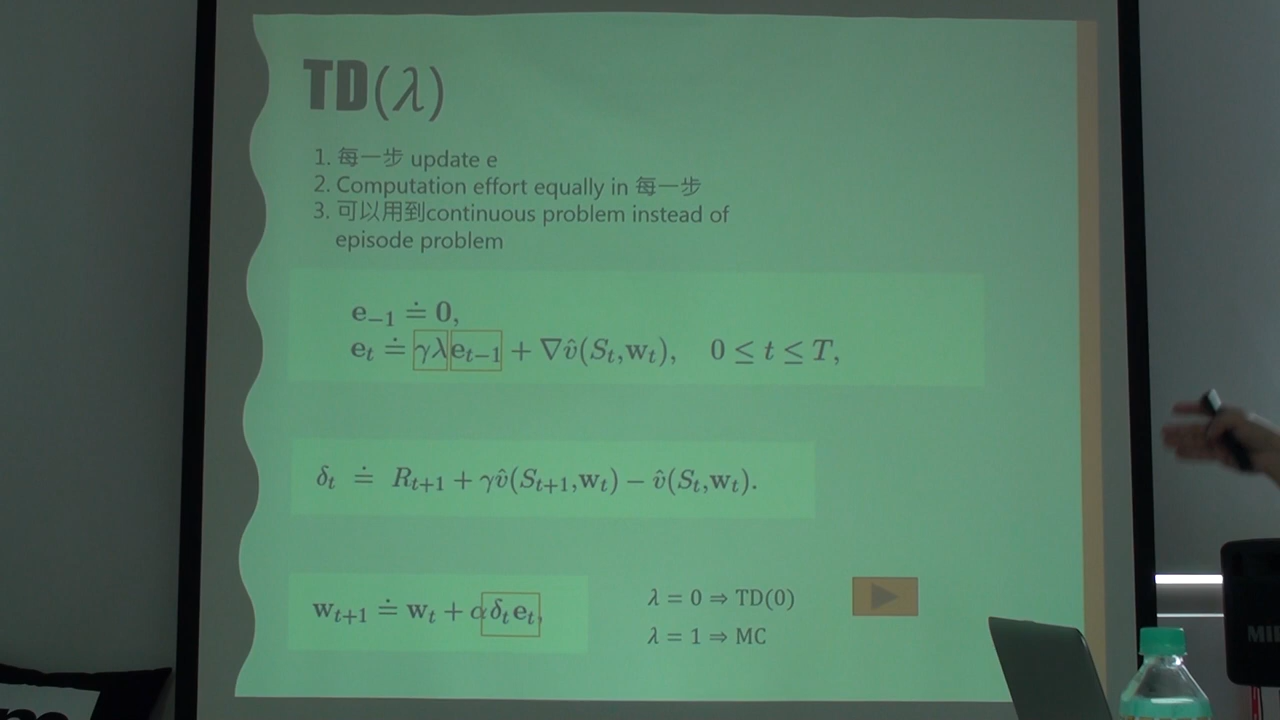 TD(λ)
1. 每一步 update e
2. Computation effort equally in 每一步
3. 可以用到continuous problem instead of
episode problem
e₋₁ ≐ 0,
eₜ ≐ γλeₜ₋₁ + ∇v̂(Sₜ,wₜ), 0 ≤ t ≤ T,
δₜ ≐ Rₜ₊₁ + γv̂(Sₜ₊₁,wₜ) − v̂(Sₜ,wₜ).
wₜ₊₁ ≐ wₜ + αδₜeₜ,
λ = 0 ⇒ TD(0)
λ = 1 ⇒ MC